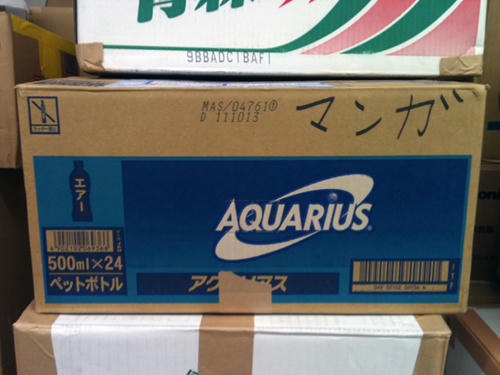 9BBADC1BAF1
MAS/04761①
D 111013
マンガ
エアー
AQUARIUS
500ml×24
ペットボトル